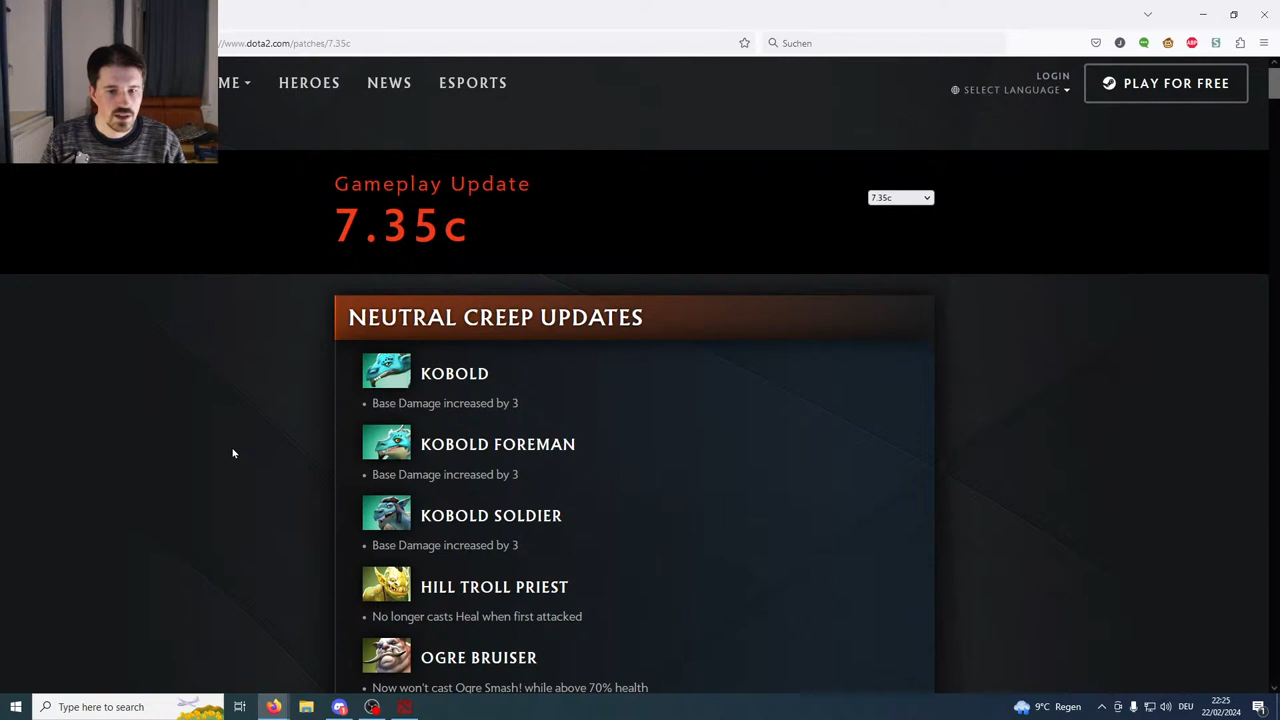 /www.dota2.com/patches/7.35c
Suchen
ME HEROES NEWS ESPORTS
LOGIN
SELECT LANGUAGE
PLAY FOR FREE
Gameplay Update
7.35c
7.35c
NEUTRAL CREEP UPDATES
KOBOLD
• Base Damage increased by 3
KOBOLD FOREMAN
• Base Damage increased by 3
KOBOLD SOLDIER
• Base Damage increased by 3
HILL TROLL PRIEST
• No longer casts Heal when first attacked
OGRE BRUISER
• Now won't cast Ogre Smash! while above 70% health
Type here to search
9°C Regen
DEU
22:25
22/02/2024